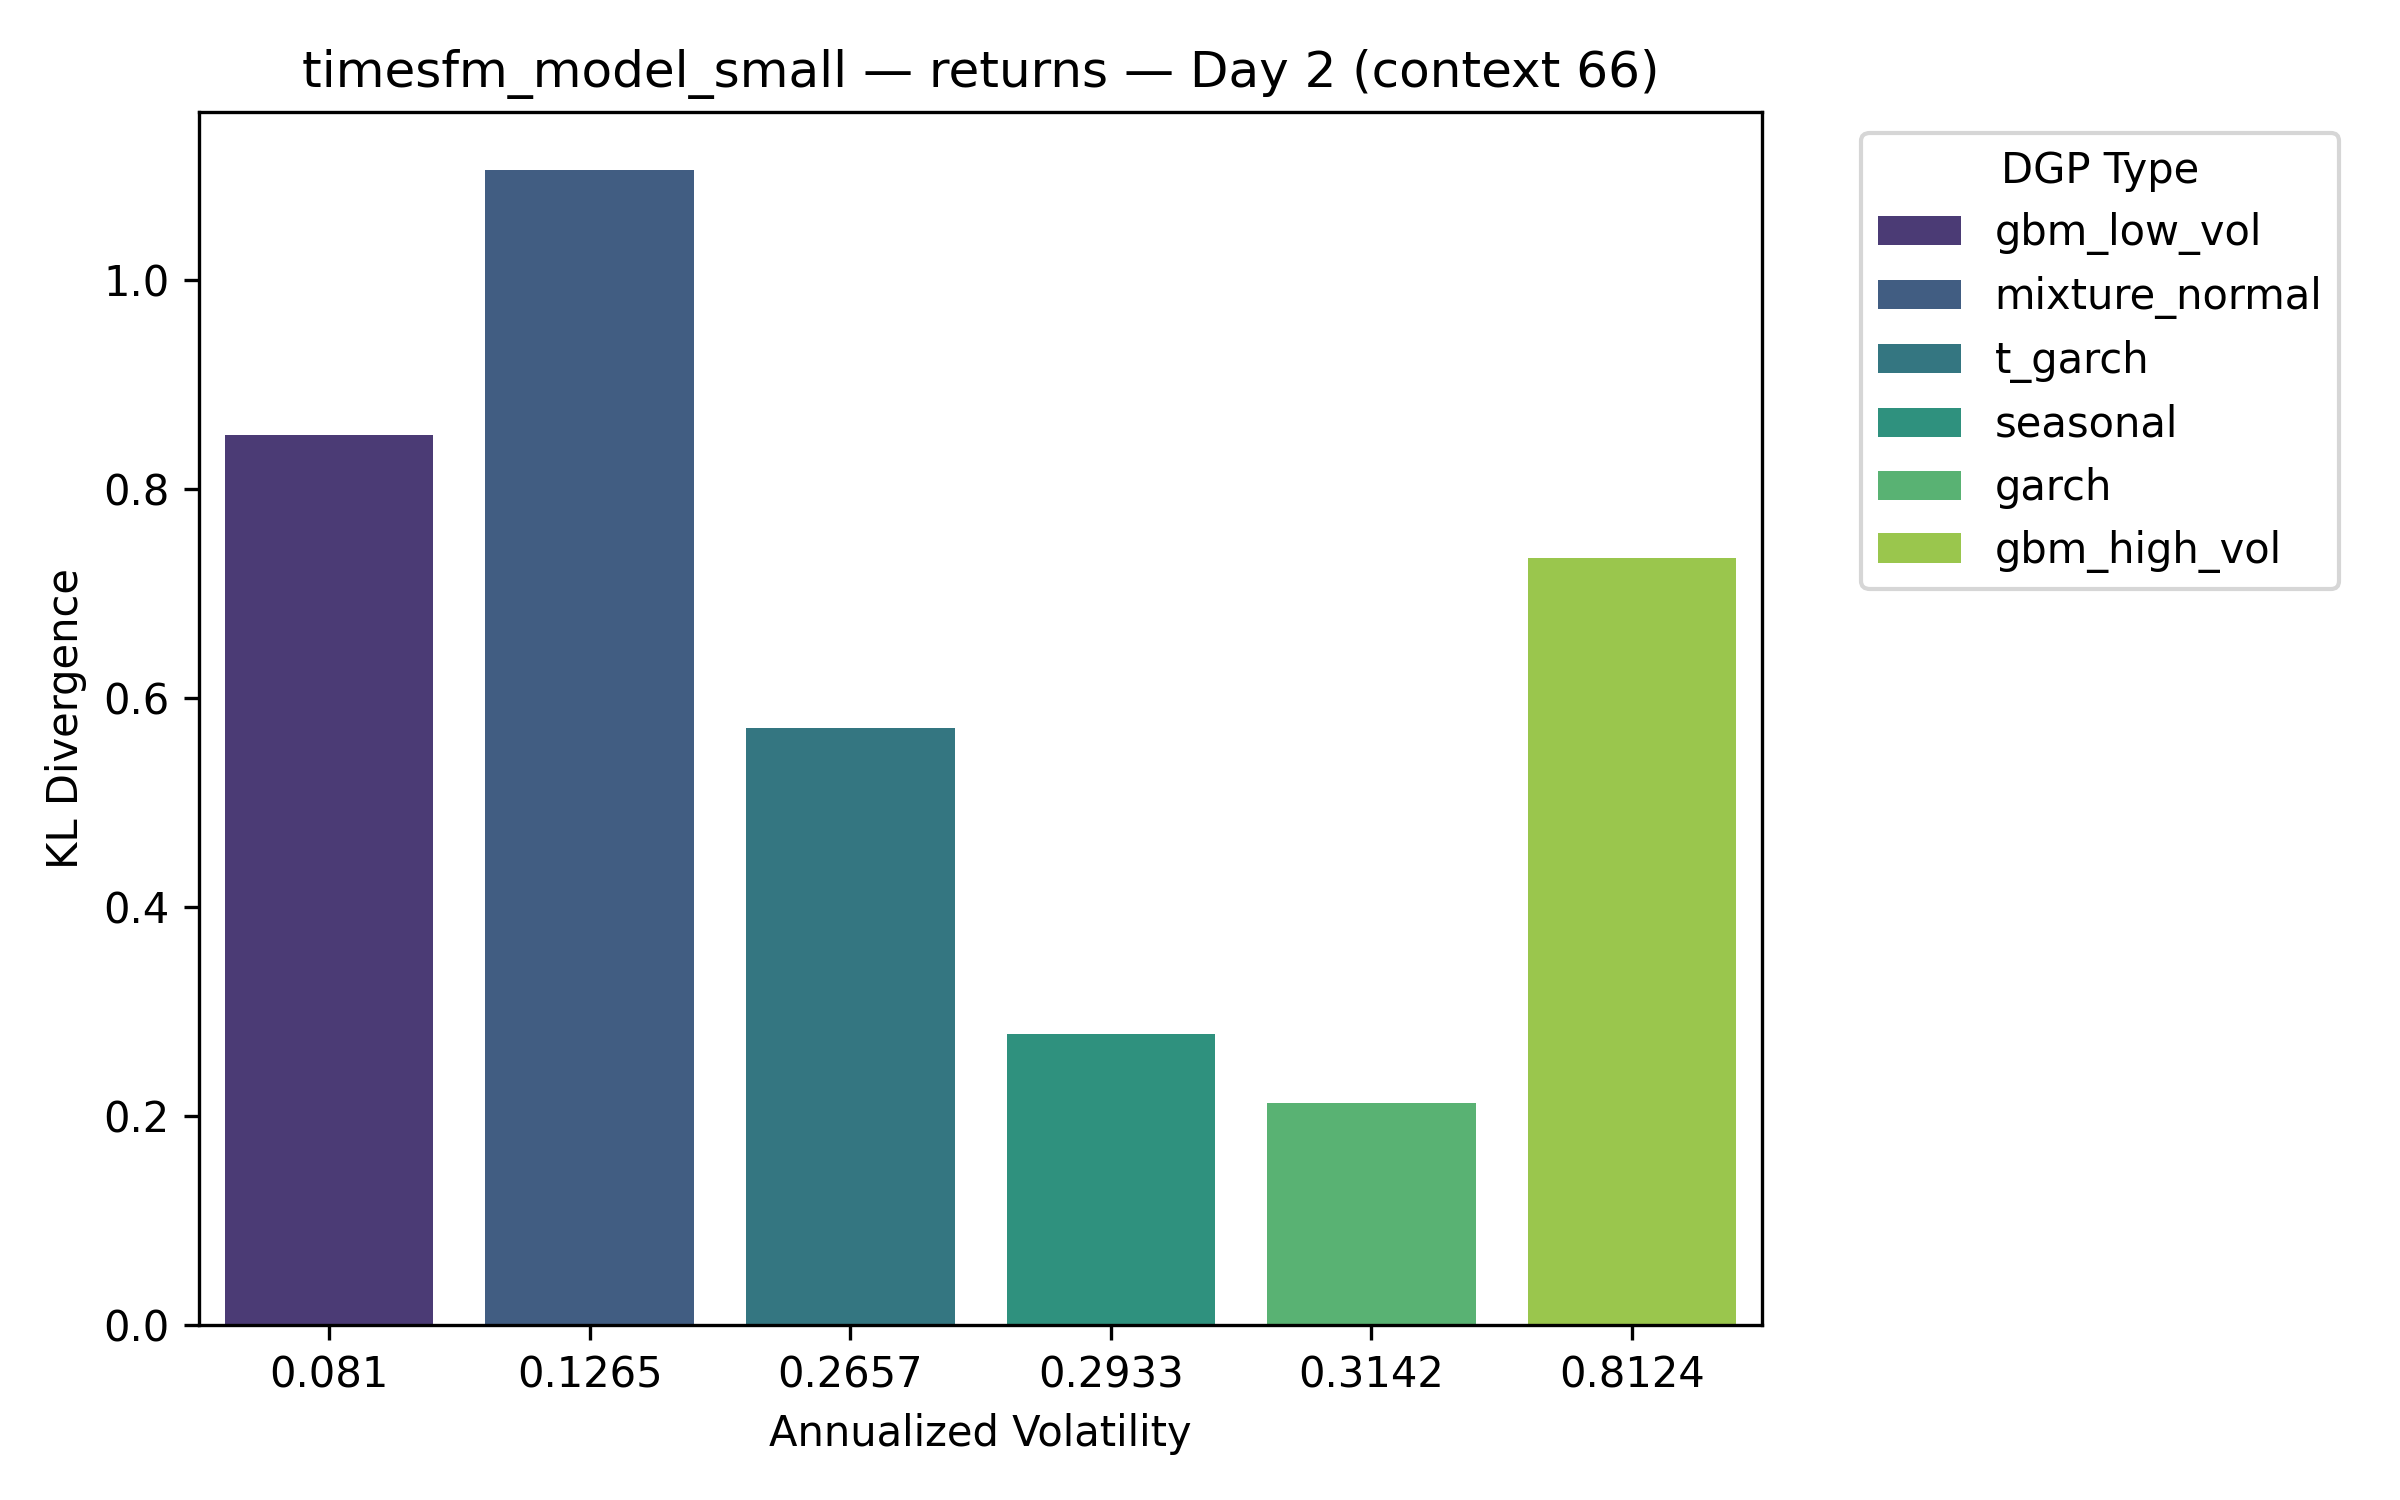 timesfm_model_small — returns — Day 2 (context 66)
KL Divergence
1.0
0.8
0.6
0.4
0.2
0.0
0.081 0.1265 0.2657 0.2933 0.3142 0.8124
Annualized Volatility
DGP Type
gbm_low_vol
mixture_normal
t_garch
seasonal
garch
gbm_high_vol